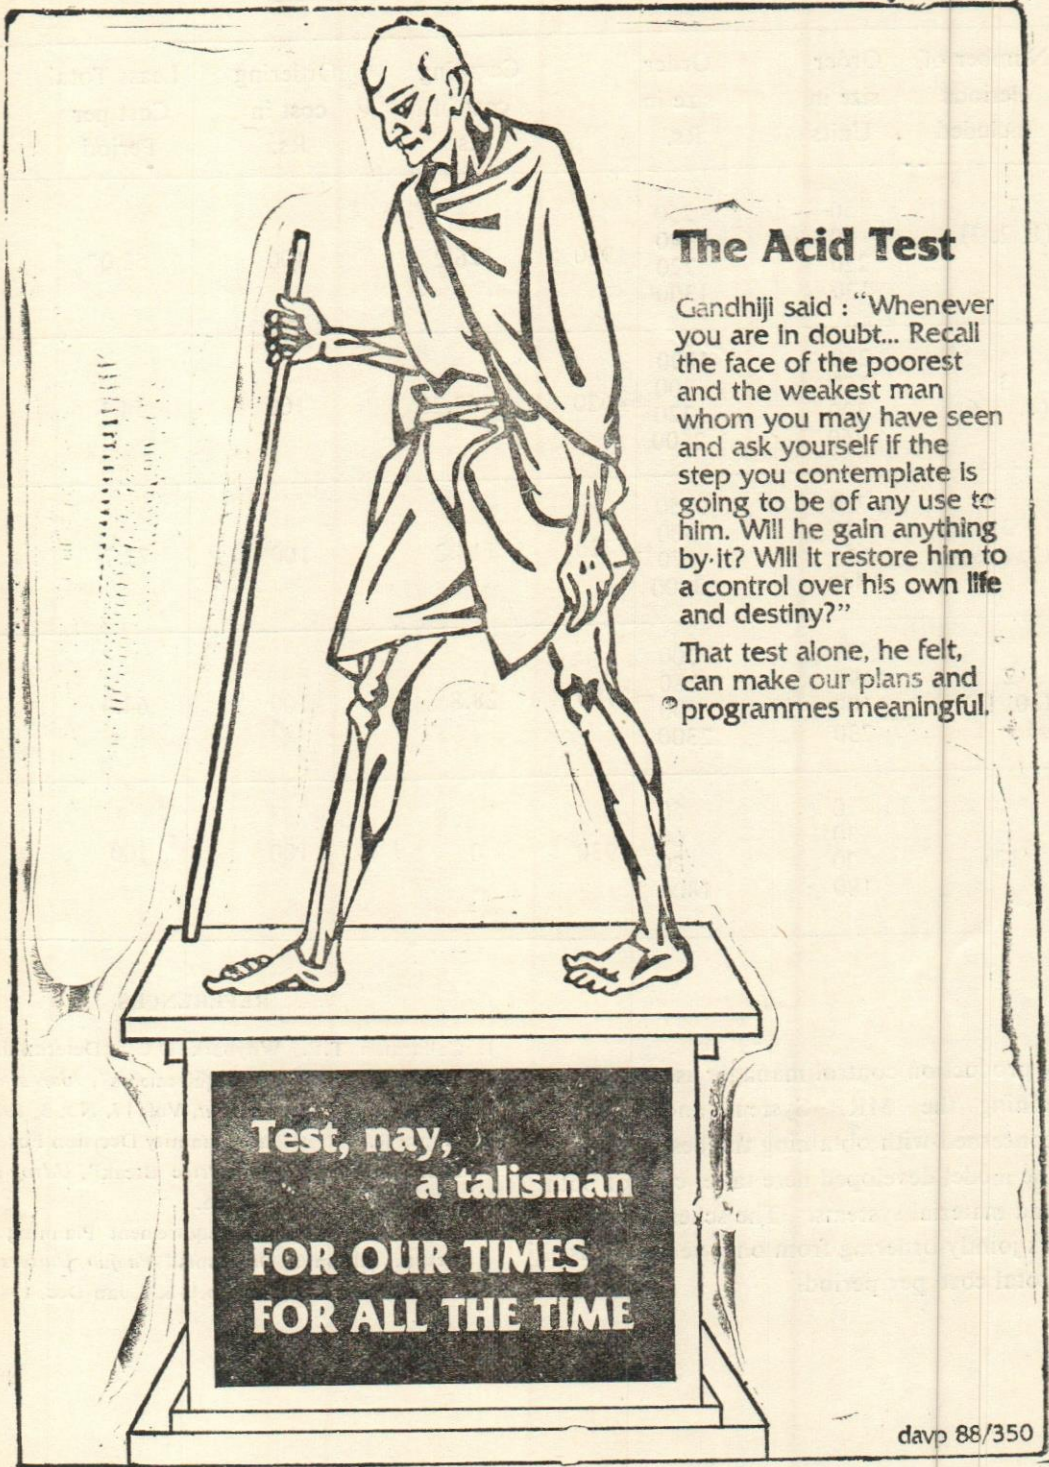 The Acid Test
Gandhiji said : "Whenever
you are in doubt... Recall
the face of the poorest
and the weakest man
whom you may have seen
and ask yourself if the
step you contemplate is
going to be of any use to
him. Will he gain anything
by it? Will it restore him to
a control over his own life
and destiny?"
That test alone, he felt,
can make our plans and
programmes meaningful.
Test, nay,
a talisman
FOR OUR TIMES
FOR ALL THE TIME
davp 88/350